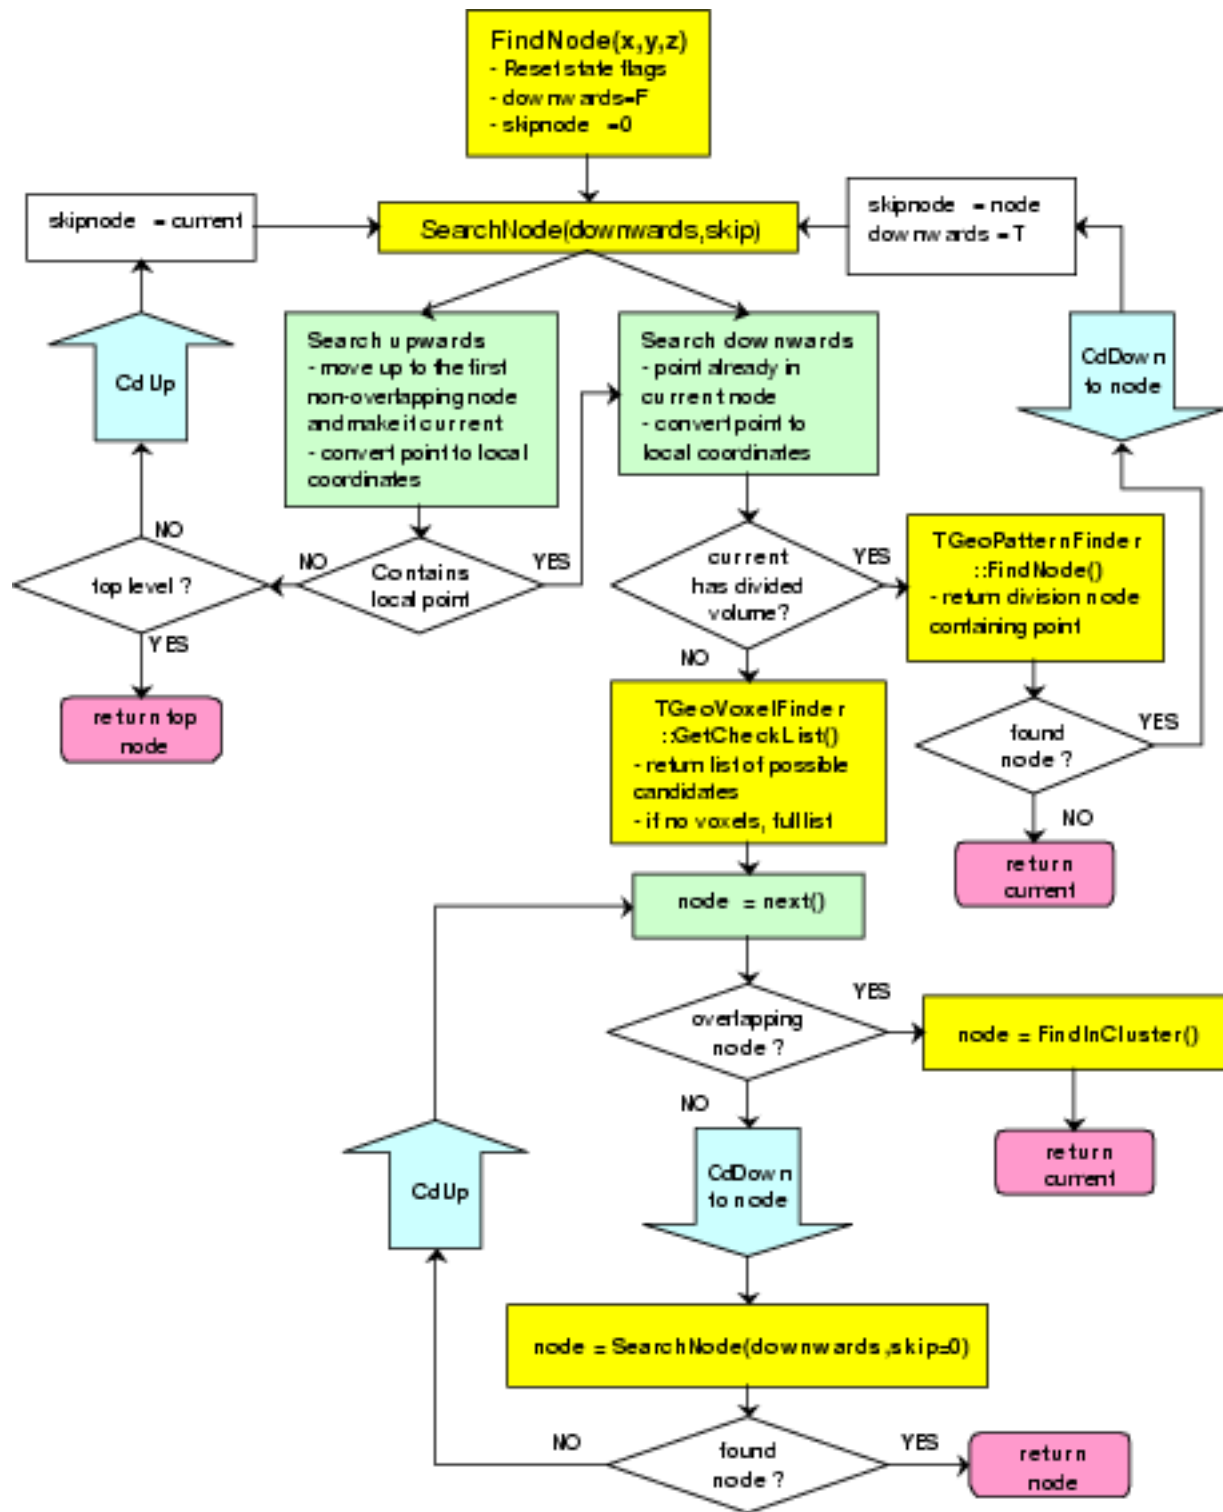 FindNode(x,y,z)
- Reset state flags
- downwards=F
- skipnode =0
skipnode = current
SearchNode(downwards,skip)
skipnode = node
downwards = T
CdUp
Search upwards
- move up to the first
non-overlapping node
and make it current
- convert point to local
coordinates
Search downwards
- point already in
current node
- convert point to
local coordinates
CdDown
to node
NO
top level ?
YES
return top
node
NO
Contains
local point
YES
current
has divided
volume?
YES
NO
TGeoPatternFinder
::FindNode()
- return division node
containing point
found
node ?
YES
NO
return
current
TGeoVoxelFinder
::GetCheckList()
- return list of possible
candidates
- if no voxels, full list
node = next()
overlapping
node ?
YES
NO
node = FindInCluster()
return
current
CdUp
CdDown
to node
node = SearchNode(downwards,skip=0)
NO
found
node ?
YES
return
node